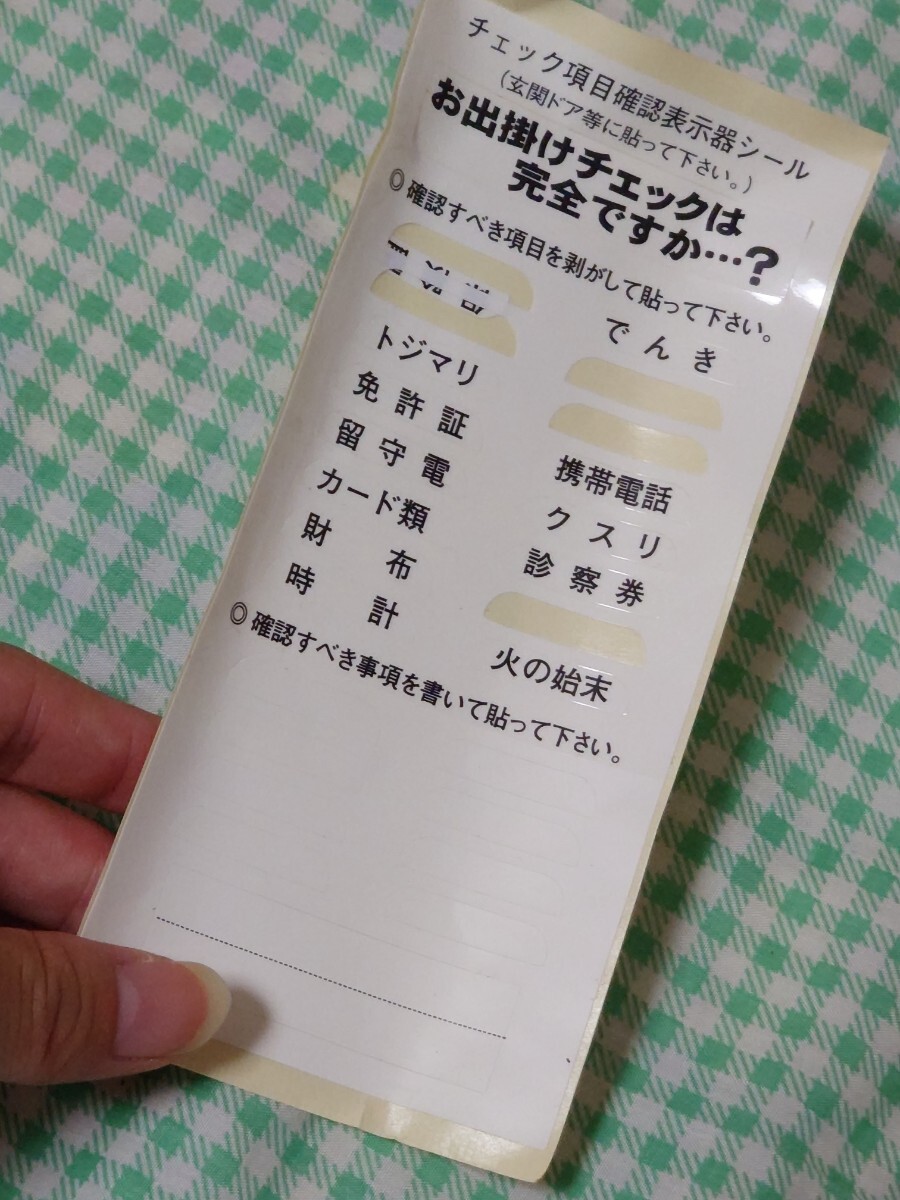 チェック項目確認表示器シール
(玄関ドア等に貼って下さい。)
お出掛けチェックは
完全ですか…?
◎確認すべき項目を剥がして貼って下さい。
トジマリ
免許証
留守電
カード類
財布
時計
でんき
携帯電話
クスリ
診察券
火の始末
◎確認すべき事項を書いて貼って下さい。